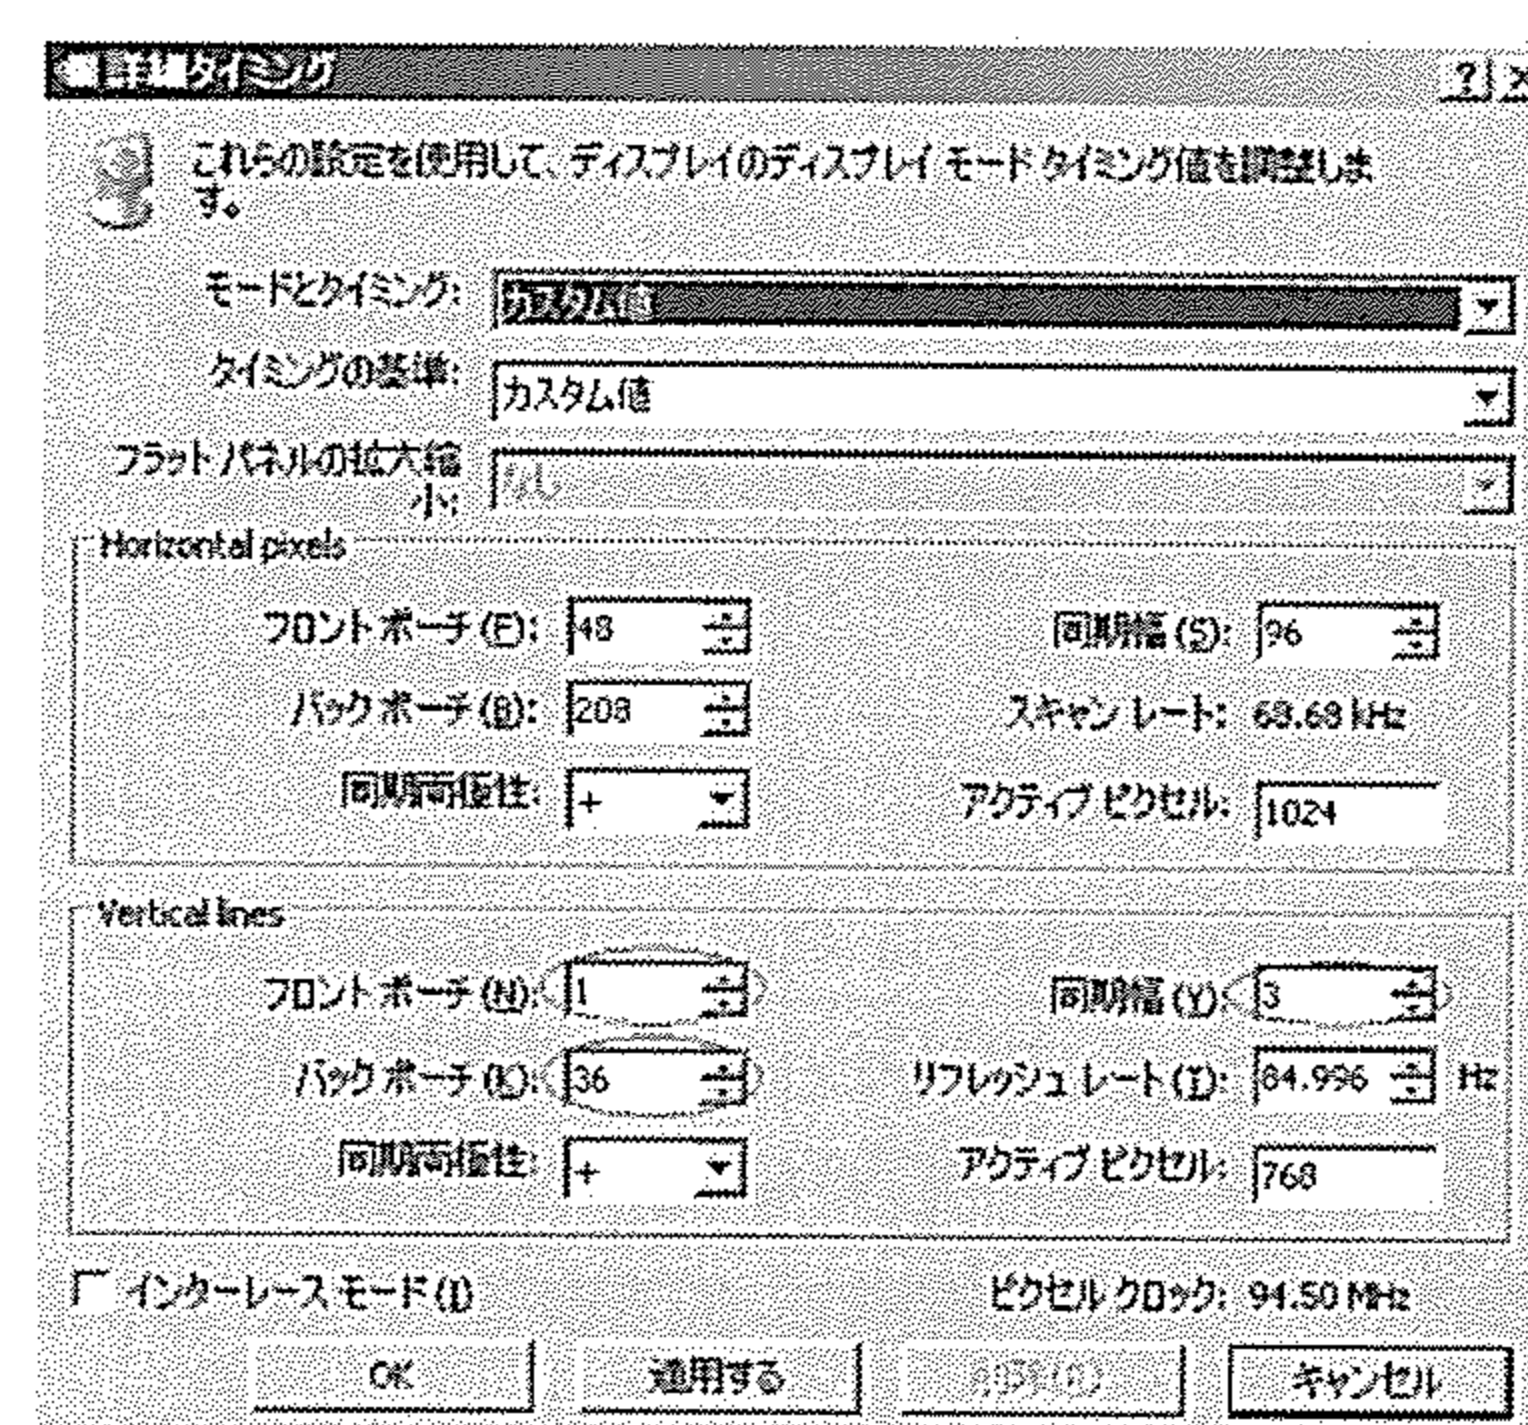 詳細タイミング
これらの設定を使用して、ディスプレイのディスプレイ モード タイミング値を調整しま
す。
モードとタイミング: カスタム値
タイミングの基準: カスタム値
フラット パネルの拡大縮
小: なし
Horizontal pixels
フロント ポーチ (F): 48 同期幅 (S): 96
バック ポーチ (B): 208 スキャン レート: 68.68 kHz
同期両極性: + アクティブ ピクセル: 1024
Vertical lines
フロント ポーチ (N): 1 同期幅 (Y): 3
バック ポーチ (K): 36 リフレッシュ レート (T): 84.996 Hz
同期両極性: + アクティブ ピクセル: 768
インターレース モード (I) ピクセル クロック: 94.50 MHz
OK 適用する キャンセル